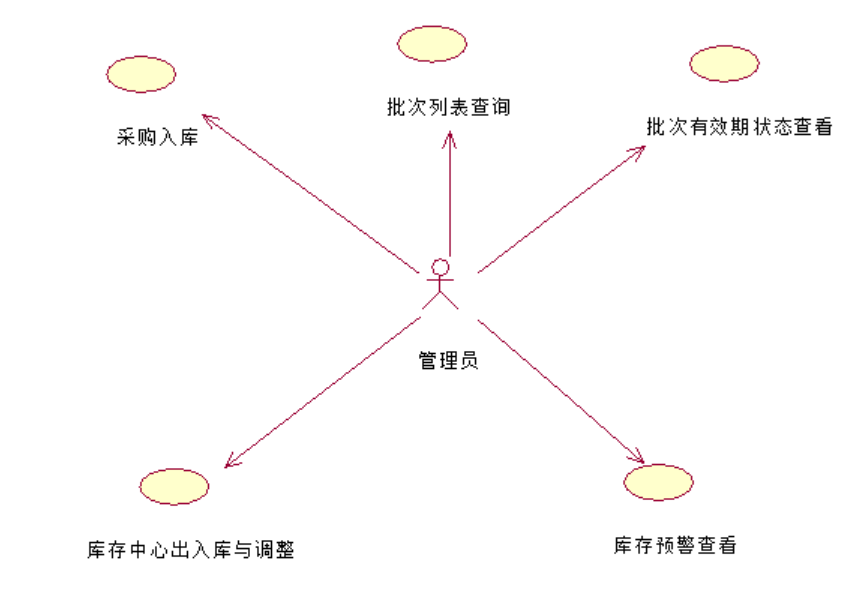 批次列表查询
批次有效期状态查看
采购入库
管理员
库存中心出入库与调整
库存预警查看